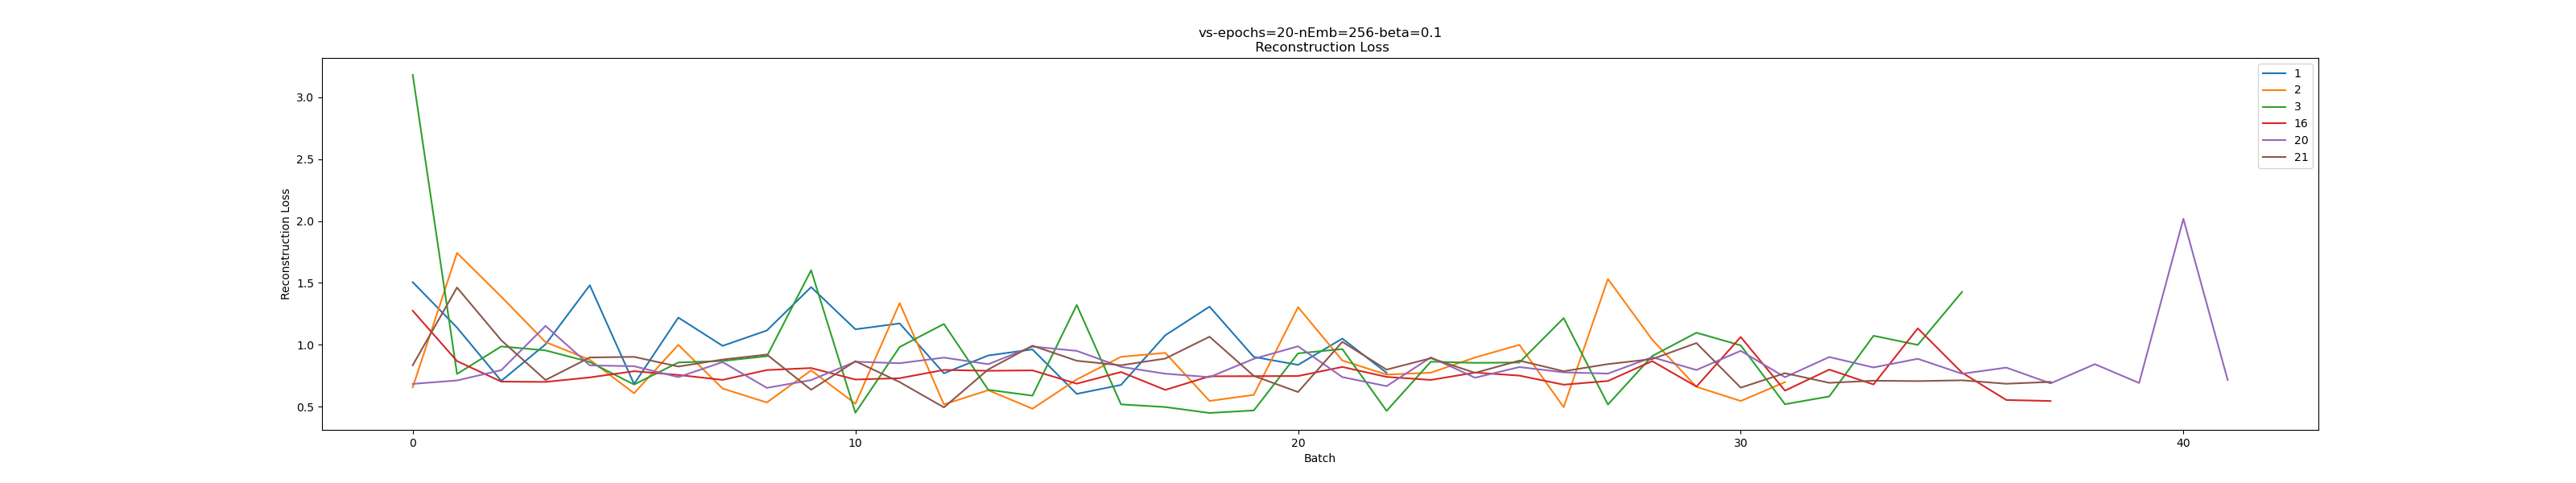 vs-epochs=20-nEmb=256-beta=0.1
Reconstruction Loss
1
2
3
16
20
21
Reconstruction Loss
3.0
2.5
2.0
1.5
1.0
0.5
0 10 20 30 40
Batch